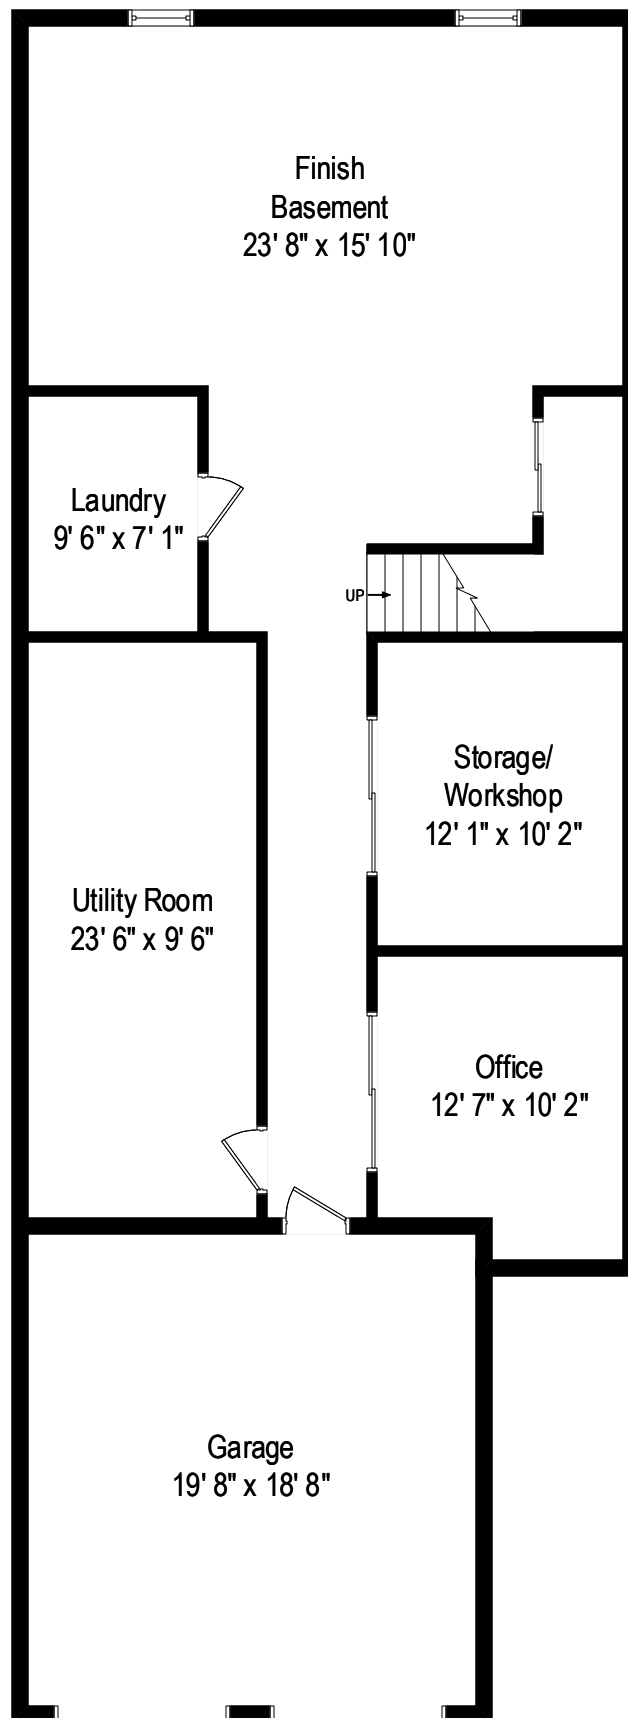 Finish
Basement
23' 8" x 15' 10"
Laundry
9' 6" x 7' 1"
UP
Storage/
Workshop
12' 1" x 10' 2"
Utility Room
23' 6" x 9' 6"
Office
12' 7" x 10' 2"
Garage
19' 8" x 18' 8"